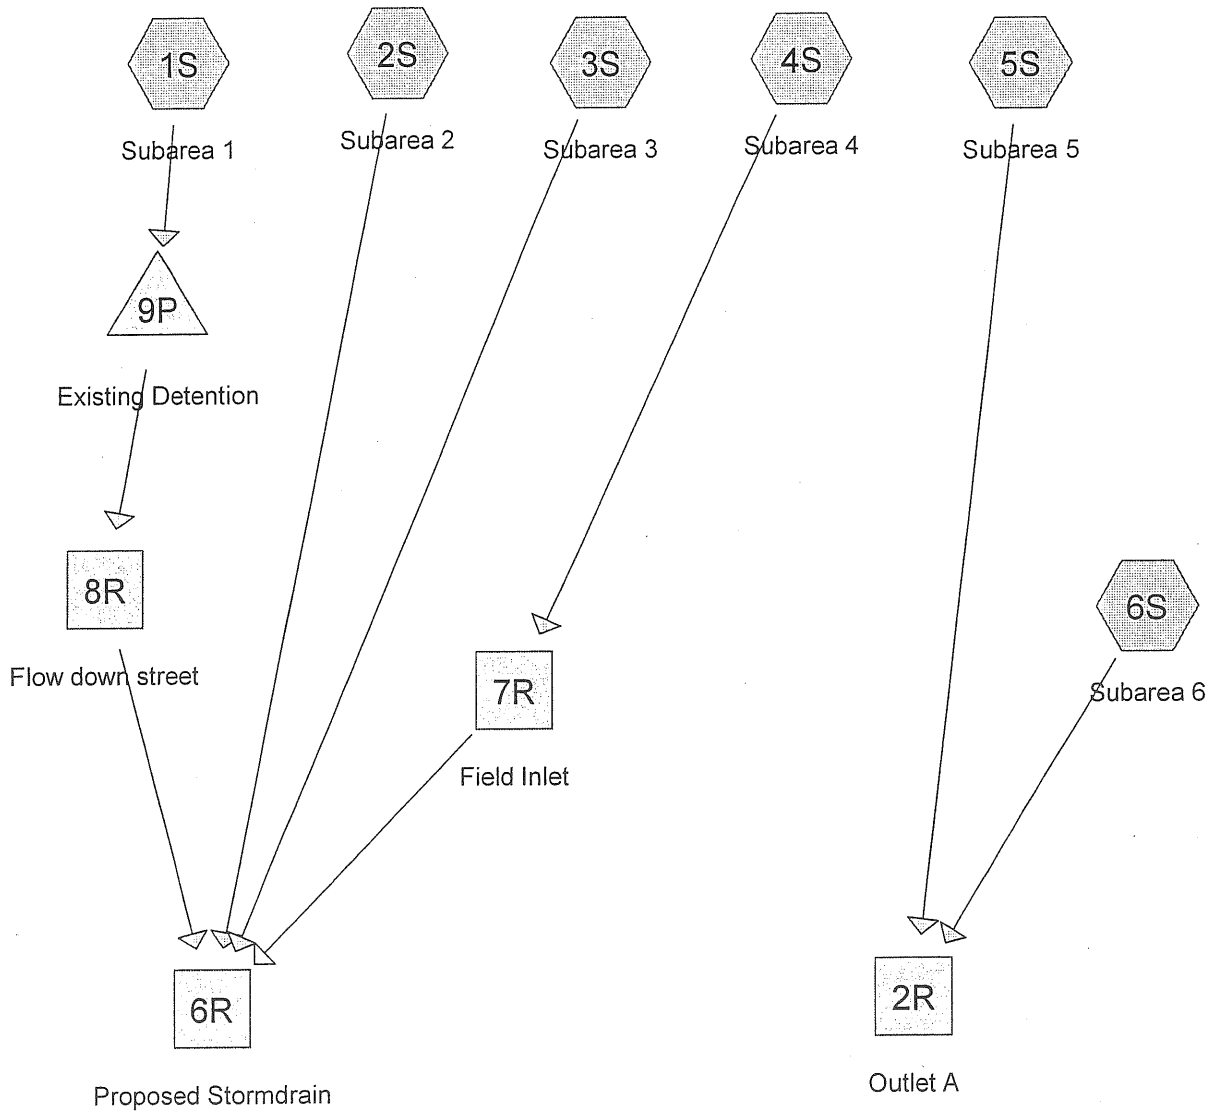 1S
2S
3S
4S
5S
Subarea 1
Subarea 2
Subarea 3
Subarea 4
Subarea 5
9P
Existing Detention
8R
Flow down street
6S
Subarea 6
7R
Field Inlet
6R
Proposed Stormdrain
2R
Outlet A